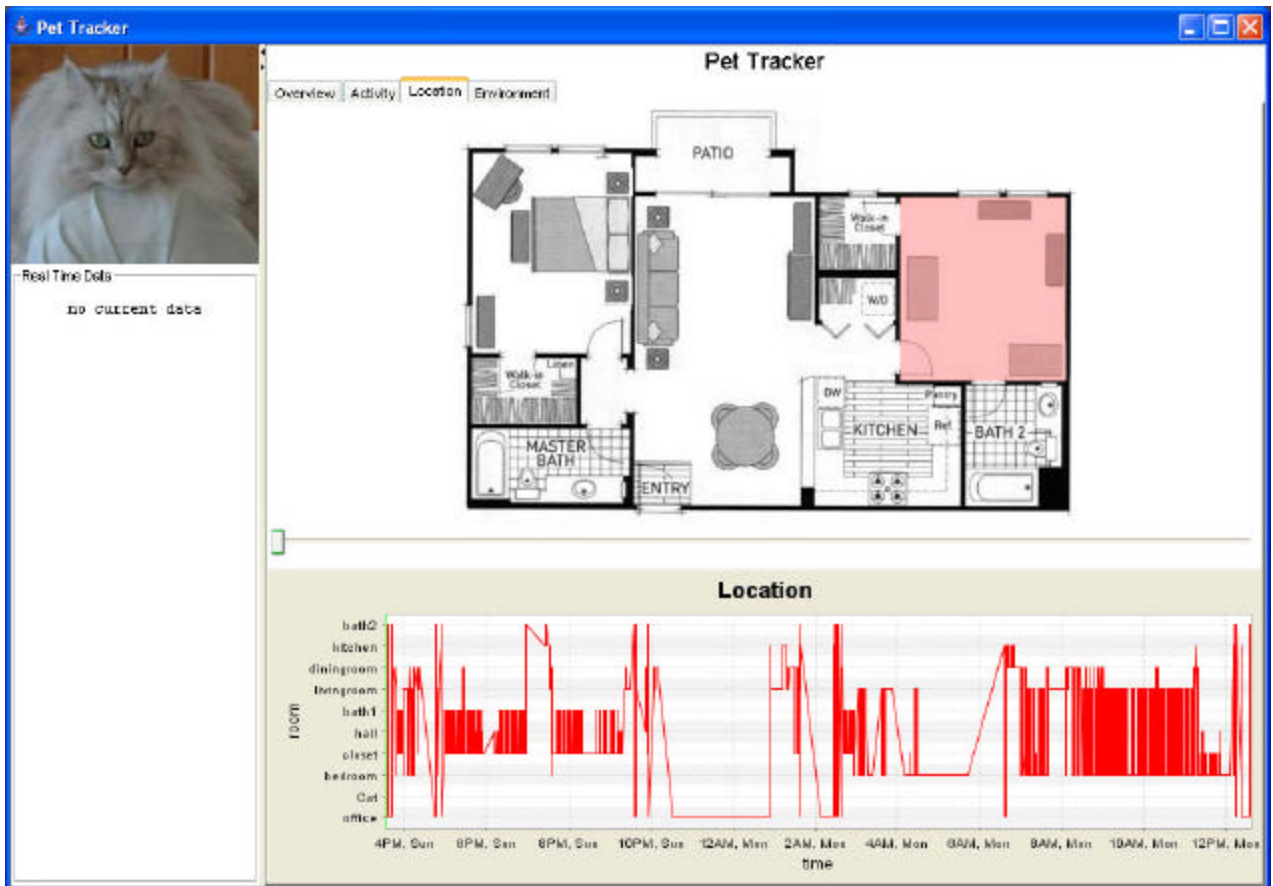 Pet Tracker
Pet Tracker
Overview Activity Location Environment
Real Time Data
no current data
PATIO
Walk-in
Closet
W/D
Linen
Walk-in
Closet
DW
Pantry
Ref.
KITCHEN
BATH 2
MASTER
BATH
ENTRY
Location
bath2
kitchen
diningroom
livingroom
bath1
hall
closet
bedroom
Cat
office
room
4PM, Sun 6PM, Sun 8PM, Sun 10PM, Sun 12AM, Mon 2AM, Mon 4AM, Mon 6AM, Mon 8AM, Mon 10AM, Mon 12PM, Mon
time